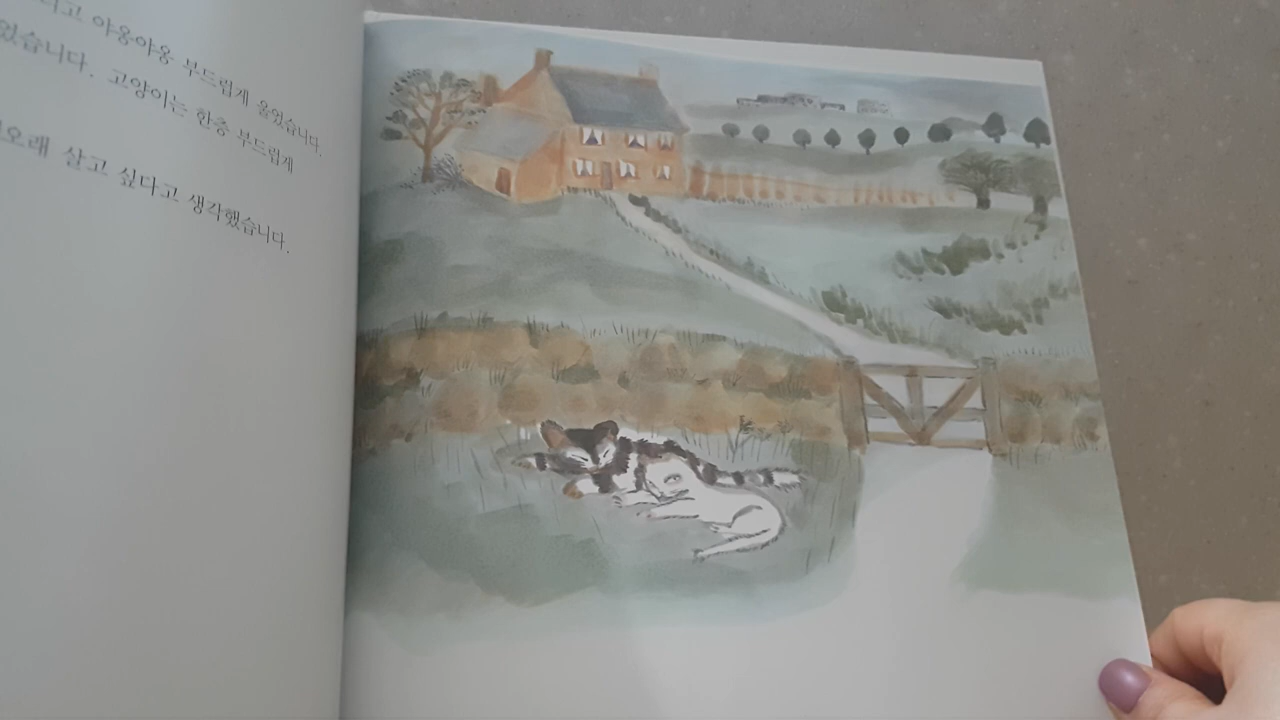 고 야옹야옹 부드럽게 울었습니다.
었습니다. 고양이는 한층 부드럽게
오래 살고 싶다고 생각했습니다.